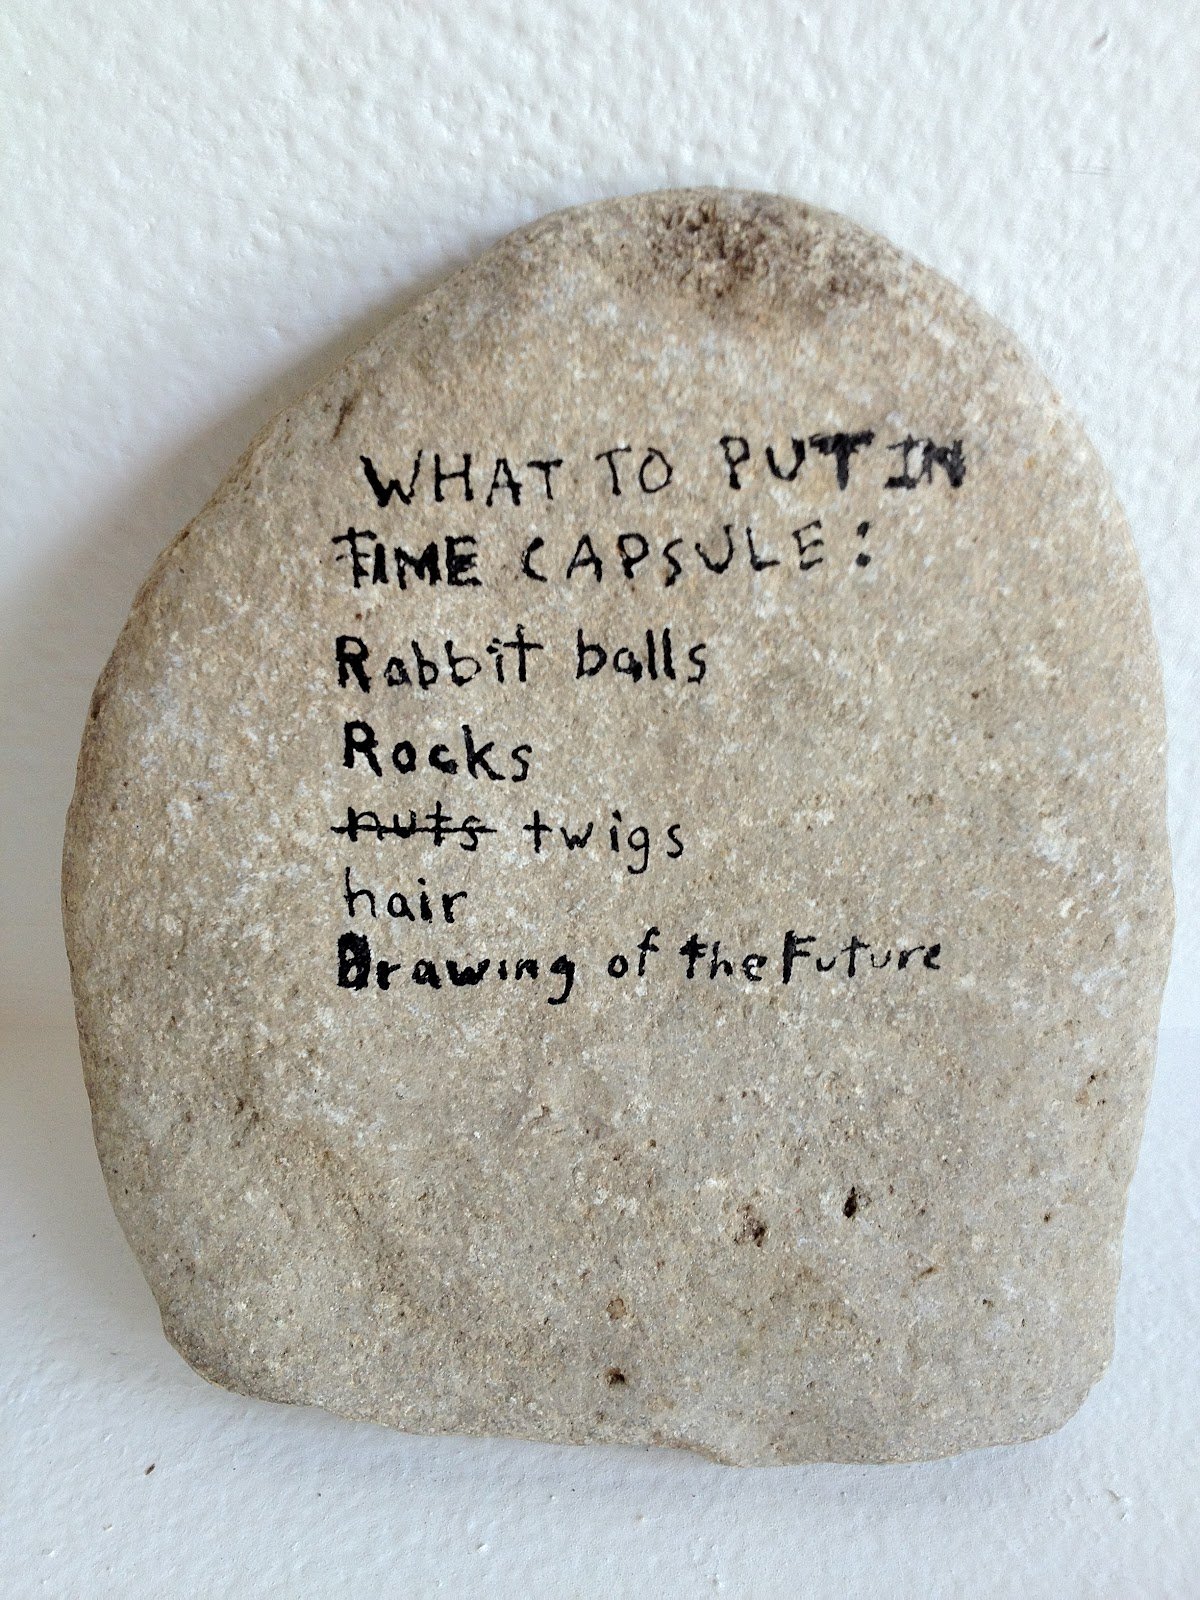 WHAT TO PUT IN
TIME CAPSULE:
Rabbit balls
Rocks
nuts twigs
hair
Drawing of the Future